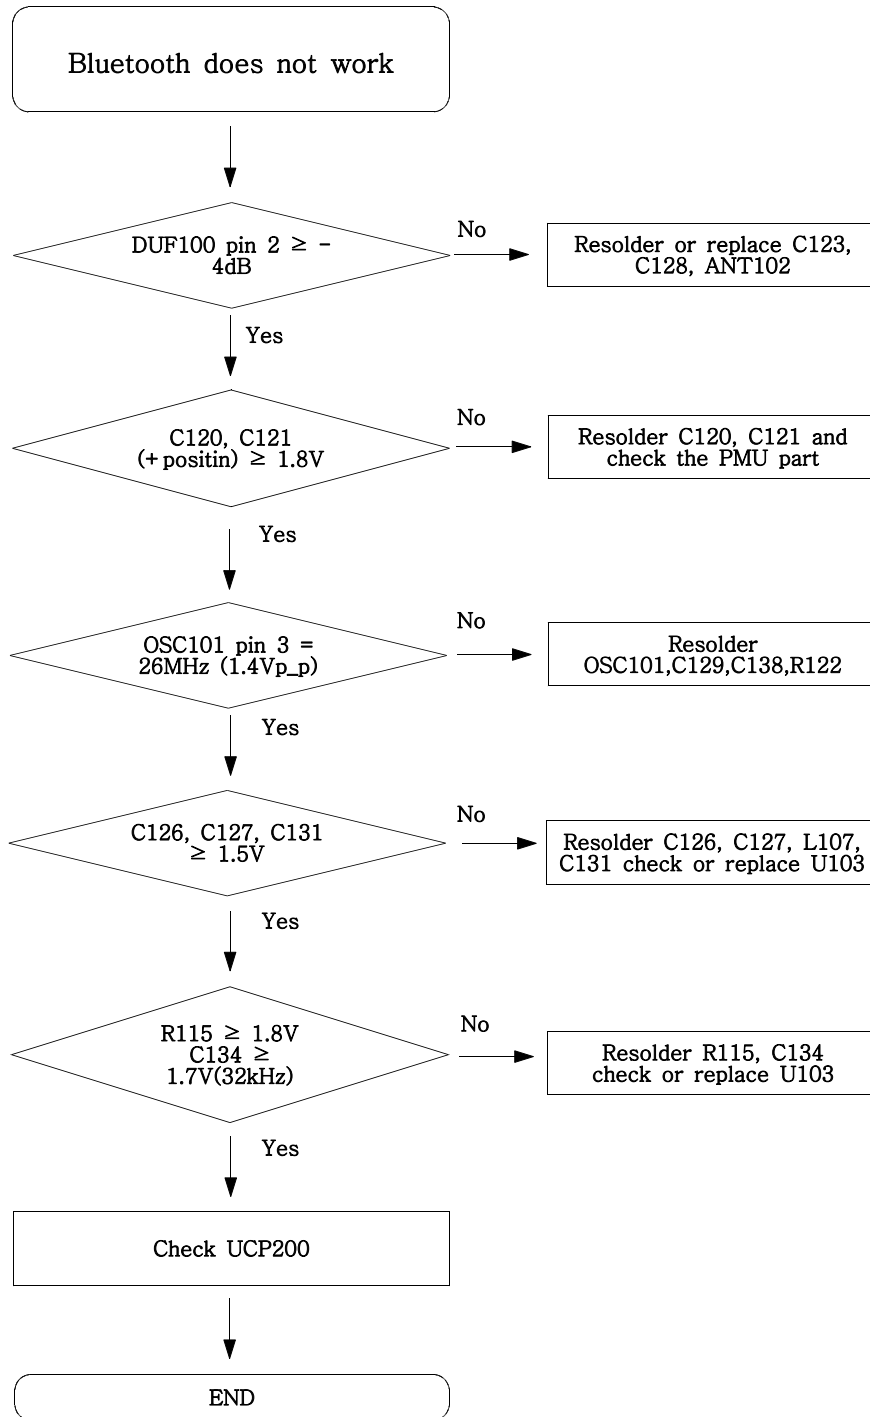 Bluetooth does not work
DUF100 pin 2 ≥ -
4dB
No
Resolder or replace C123,
C128, ANT102
Yes
C120, C121
(+positin) ≥ 1.8V
No
Resolder C120, C121 and
check the PMU part
Yes
OSC101 pin 3 =
26MHz (1.4Vp_p)
No
Resolder
OSC101,C129,C138,R122
Yes
C126, C127, C131
≥ 1.5V
No
Resolder C126, C127, L107,
C131 check or replace U103
Yes
R115 ≥ 1.8V
C134 ≥
1.7V(32kHz)
No
Resolder R115, C134
check or replace U103
Yes
Check UCP200
END